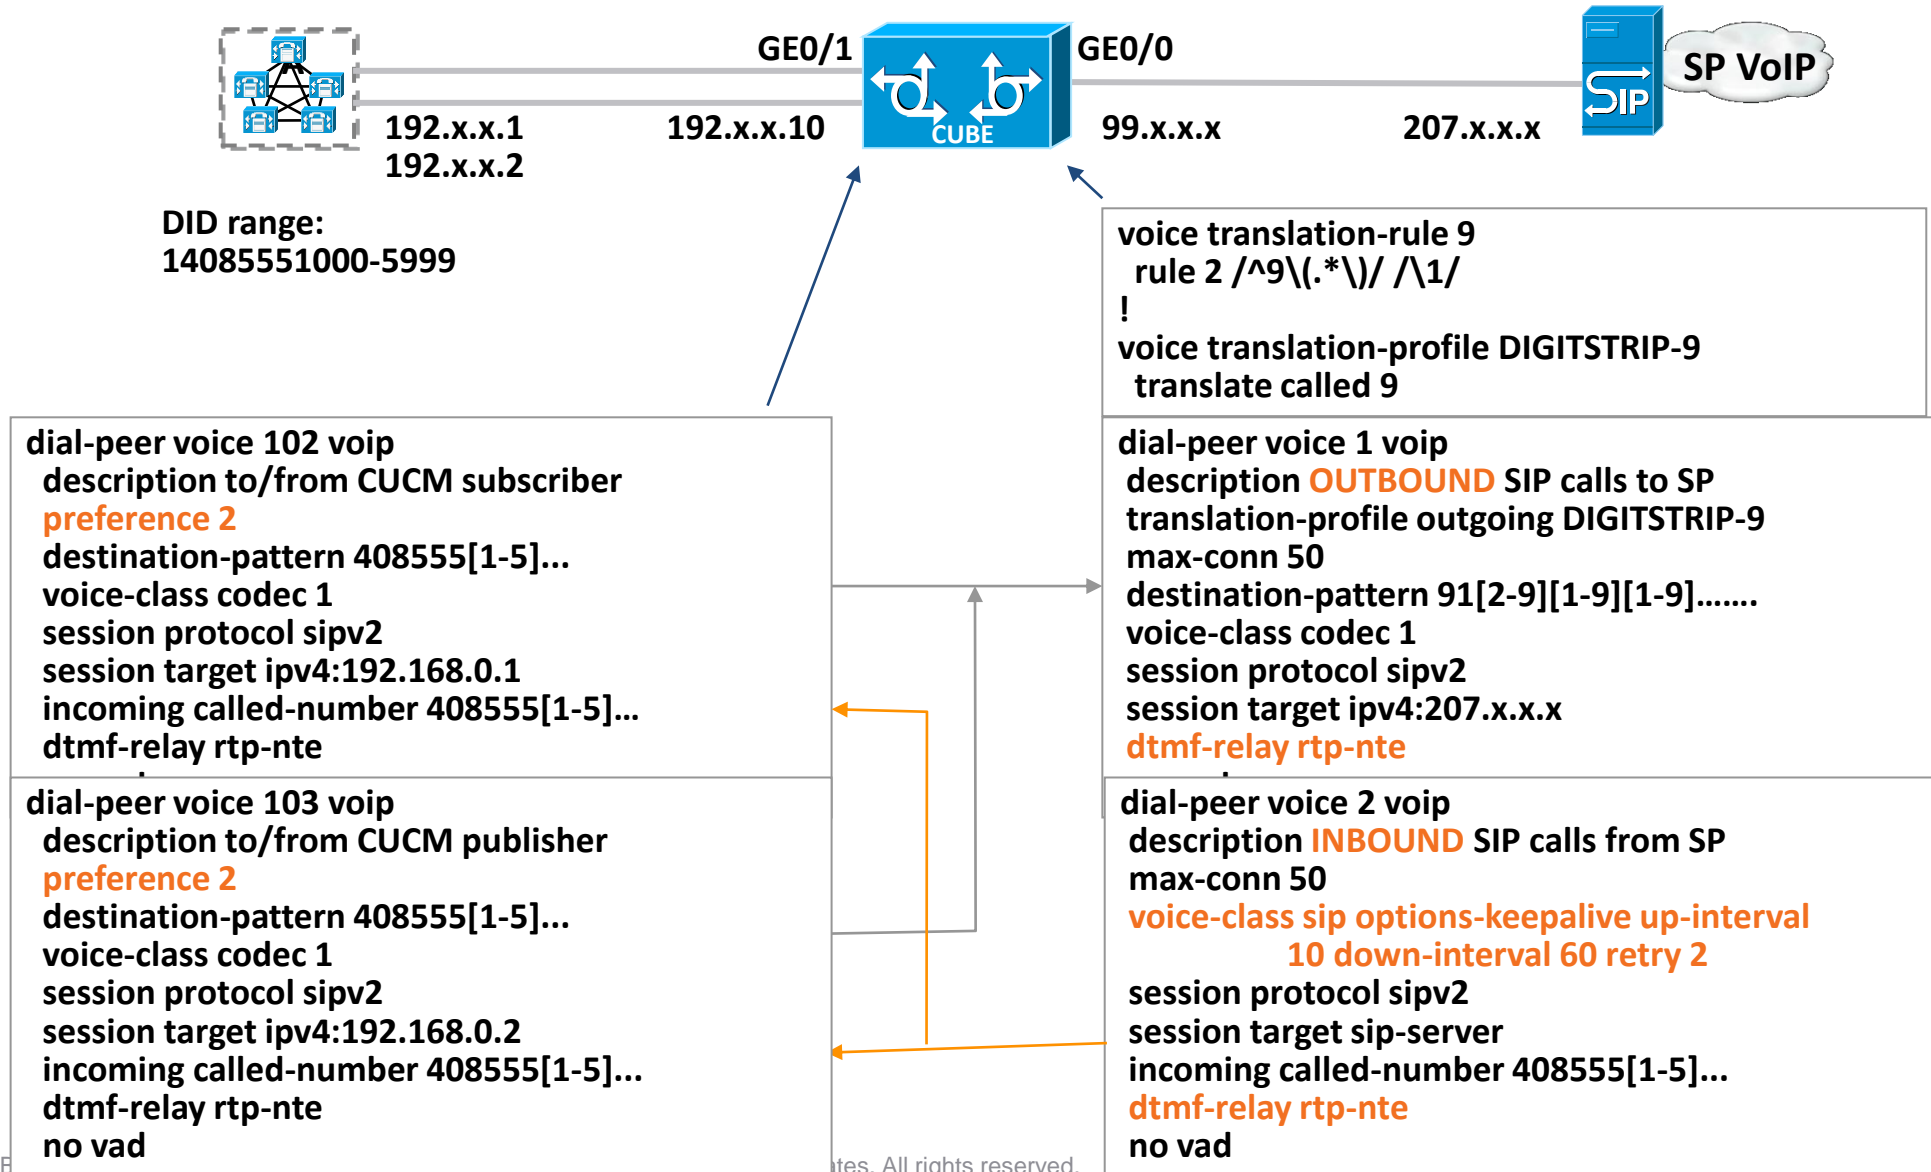 GE0/1
GE0/0
SP VoIP
SIP
CUBE
192.x.x.1
192.x.x.10
99.x.x.x
207.x.x.x
192.x.x.2
DID range:
14085551000-5999
voice translation-rule 9
rule 2 /^9\(.*\)/ /\1/
!
voice translation-profile DIGITSTRIP-9
translate called 9
dial-peer voice 102 voip
description to/from CUCM subscriber
preference 2
destination-pattern 408555[1-5]...
voice-class codec 1
session protocol sipv2
session target ipv4:192.168.0.1
incoming called-number 408555[1-5]...
dtmf-relay rtp-nte
dial-peer voice 103 voip
description to/from CUCM publisher
preference 2
destination-pattern 408555[1-5]...
voice-class codec 1
session protocol sipv2
session target ipv4:192.168.0.2
incoming called-number 408555[1-5]...
dtmf-relay rtp-nte
no vad
dial-peer voice 1 voip
description OUTBOUND SIP calls to SP
translation-profile outgoing DIGITSTRIP-9
max-conn 50
destination-pattern 91[2-9][1-9][1-9].......
voice-class codec 1
session protocol sipv2
session target ipv4:207.x.x.x
dtmf-relay rtp-nte
dial-peer voice 2 voip
description INBOUND SIP calls from SP
max-conn 50
voice-class sip options-keepalive up-interval
10 down-interval 60 retry 2
session protocol sipv2
session target sip-server
incoming called-number 408555[1-5]...
dtmf-relay rtp-nte
no vad
All rights reserved.